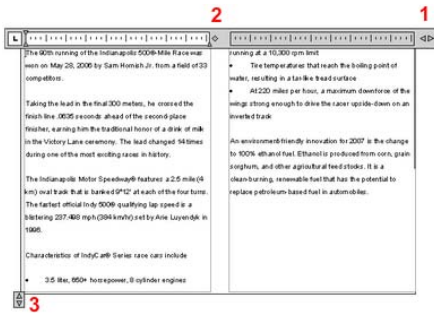 2
1
L
The 90th running of the Indianapolis 500® Mile Race was
won on May 28, 2006 by Sam Hornish Jr. from a field of 33
competitors.
Taking the lead in the final 300 meters, he crossed the
finish line .0635 seconds ahead of the second-place
finisher, earning him the traditional honor of a drink of milk
in the Victory Lane ceremony. The lead changed 14 times
during one of the most exciting races in history.
The Indianapolis Motor Speedway® features a 2.5 mile (4
km) oval track that is banked 9°12' at each of the four turns.
The fastest official Indy 500® qualifying lap speed is a
blistering 237.498 mph (384 km/hr) set by Arie Luyendyk in
1996.
Characteristics of IndyCar® Series race cars include
• 3.5 liter, 650+ horsepower, 8 cylinder engines
running at a 10,300 rpm limit
• Tire temperatures that reach the boiling point of
water, resulting in a tar-like tread surface
• At 220 miles per hour, a maximum downforce of the
wings strong enough to drive the racer upside-down on an
inverted track
An environment friendly innovation for 2007 is the change
to 100% ethanol fuel. Ethanol is produced from corn, grain
sorghum, and other agricultural feedstocks. It is a
clean-burning, renewable fuel that has the potential to
replace petroleum-based fuel in automobiles.
3